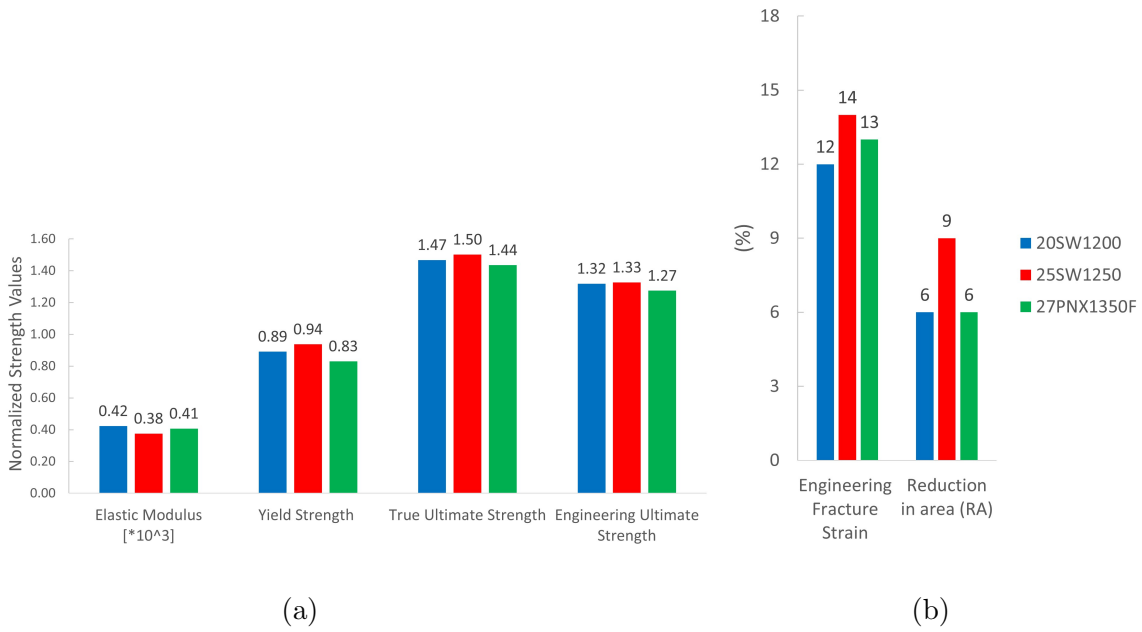 Normalized Strength Values
1.60
1.40
1.20
1.00
0.80
0.60
0.40
0.20
0.00
0.42 0.38 0.41
0.89 0.94 0.83
1.47 1.50 1.44
1.32 1.33 1.27
Elastic Modulus
[*10^3]
Yield Strength
True Ultimate Strength
Engineering Ultimate
Strength
(a)
(%)
18
15
12
9
6
3
0
12 14 13
6 9 6
Engineering
Fracture
Strain
Reduction
in area (RA)
20SW1200
25SW1250
27PNX1350F
(b)